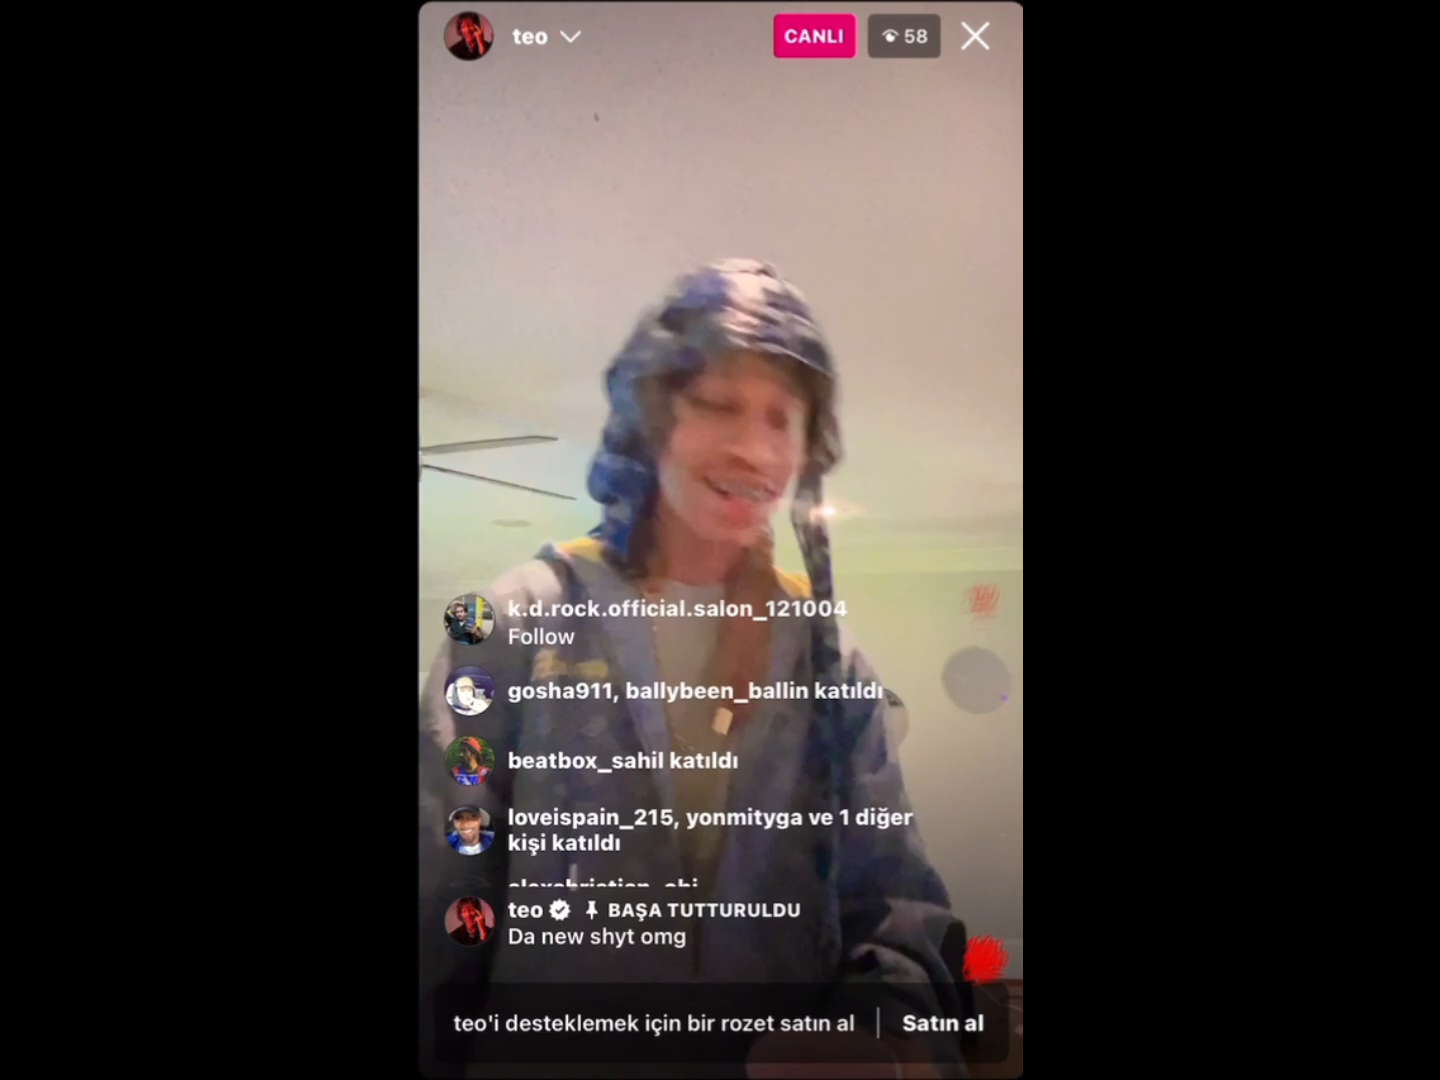 teo
CANLI
58
k.d.rock.official.salon_121004
Follow
gosha911, ballybeen_ballin katıldı
beatbox_sahil katıldı
loveispain_215, yonmityga ve 1 diğer
kişi katıldı
teo BAŞA TUTTURULDU
Da new shyt omg
teo'i desteklemek için bir rozet satın al
Satın al